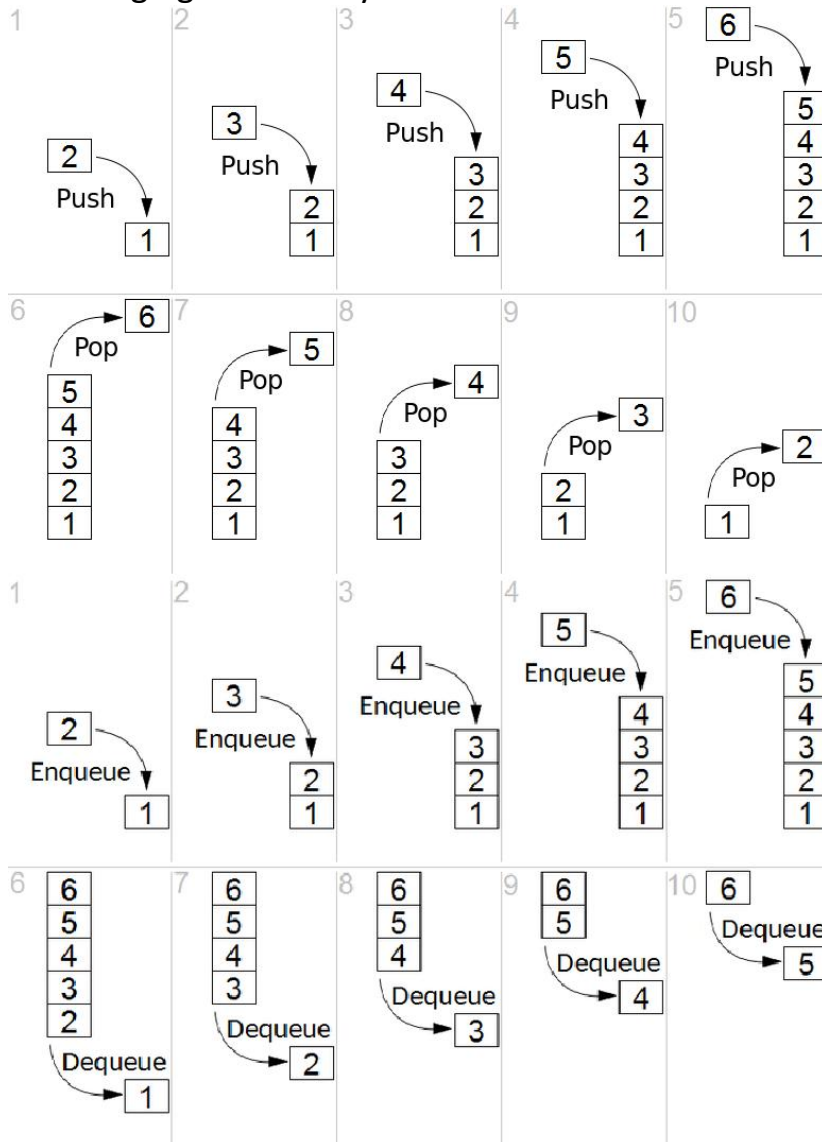 1 2 3 4 5
2 Push 1
3 Push 2 1
4 Push 3 2 1
5 Push 4 3 2 1
6 Push 5 4 3 2 1
6 7 8 9 10
6 Pop 5 4 3 2 1
5 Pop 4 3 2 1
4 Pop 3 2 1
3 Pop 2 1
2 Pop 1
1 2 3 4 5
2 Enqueue 1
3 Enqueue 2 1
4 Enqueue 3 2 1
5 Enqueue 4 3 2 1
6 Enqueue 5 4 3 2 1
6 7 8 9 10
6 5 4 3 2 Dequeue 1
6 5 4 3 Dequeue 2
6 5 4 Dequeue 3
6 5 Dequeue 4
6 Dequeue 5